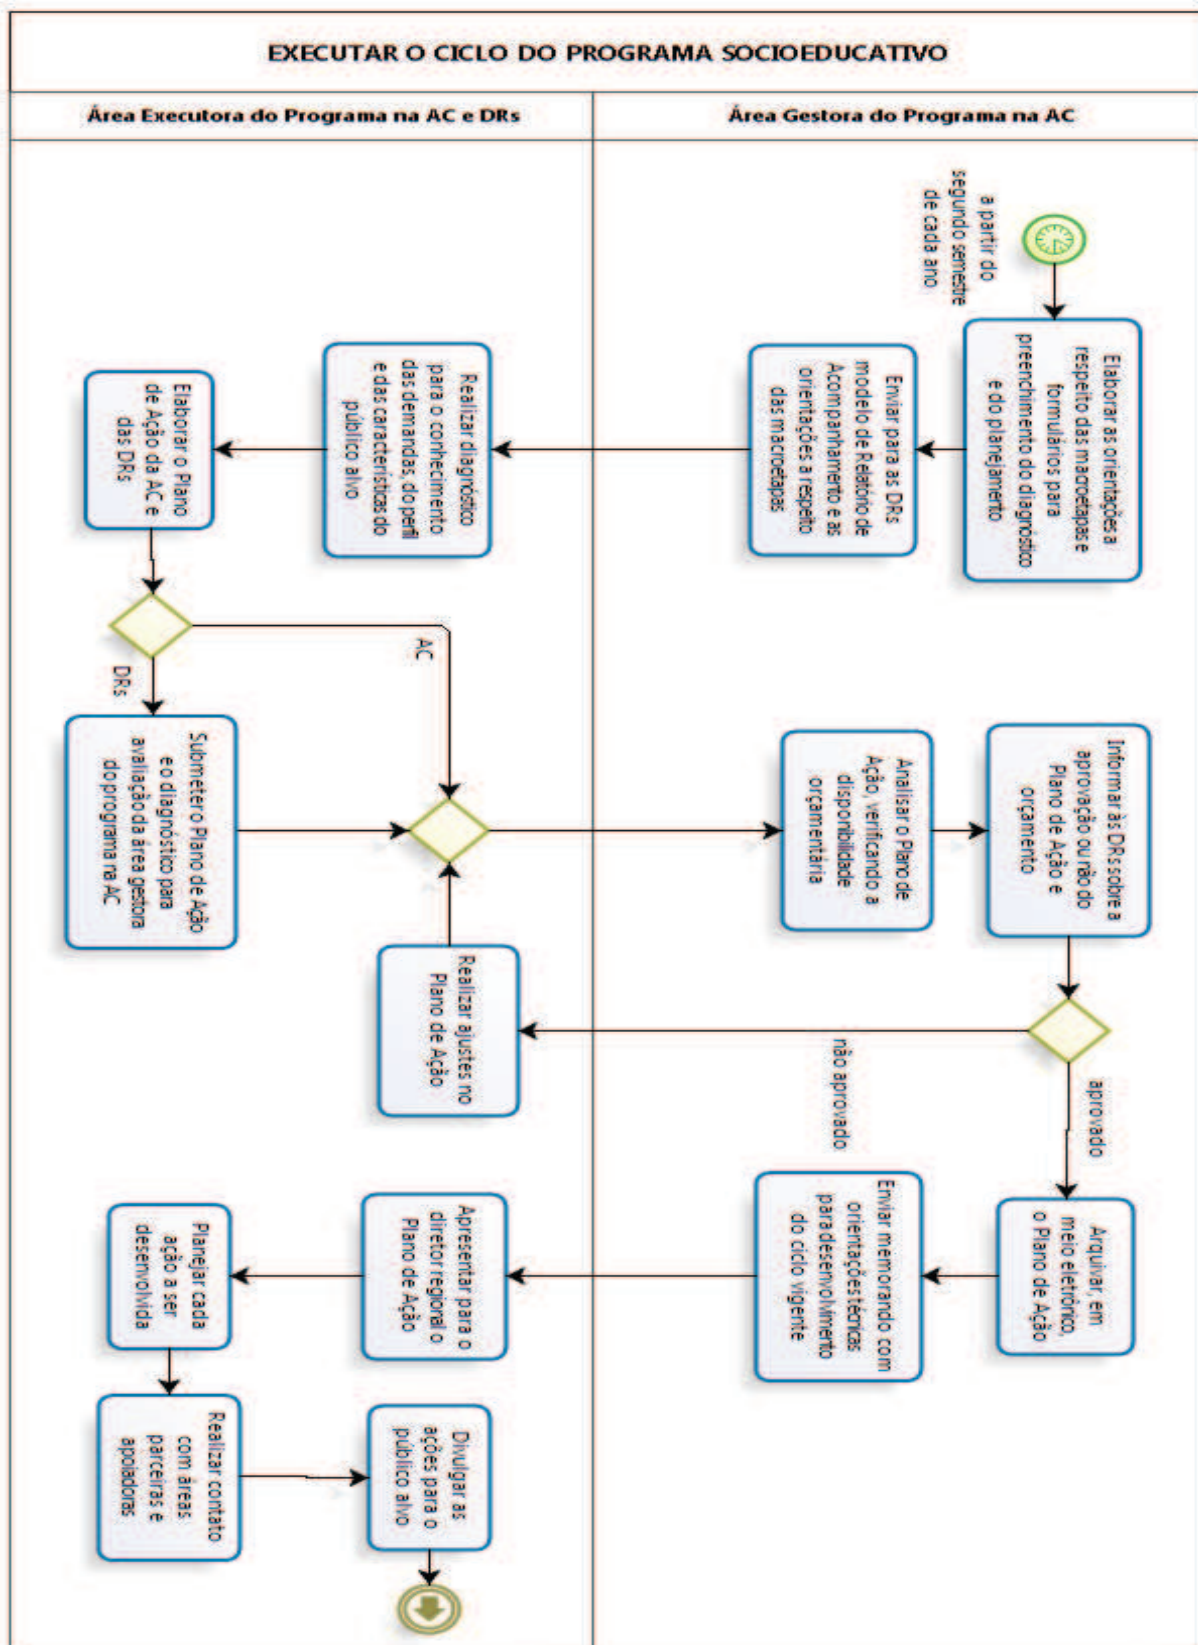 EXECUTAR O CICLO DO PROGRAMA SOCIOEDUCATIVO
Área Executora do Programa na AC e DRs
Área Gestora do Programa na AC
a partir do
segundo semestre
de cada ano
Elaborar as orientações a
respeito das macroetapas e
formulários para
preenchimento do diagnóstico
e do planejamento
Enviar para as DRs
modelo de Relatório de
Acompanhamento e as
orientações a respeito
das macroetapas
Realizar diagnóstico
para o conhecimento
das demandas, do perfil
e das características do
público alvo
Elaborar o Plano
de Ação da AC e
das DRs
AC
DRs
Submeter o Plano de Ação
e o diagnóstico para
avaliação da área gestora
do programa na AC
Analisar o Plano de
Ação, verificando a
disponibilidade
orçamentária
Informar às DRs sobre a
aprovação ou não do
Plano de Ação e
orçamento
não aprovado
aprovado
Realizar ajustes no
Plano de Ação
Arquivar, em
meio eletrônico,
o Plano de Ação
Enviar memorando com
orientações técnicas
para desenvolvimento
do ciclo vigente
Apresentar para o
diretor regional o
Plano de Ação
Planejar cada
ação a ser
desenvolvida
Realizar contato
com áreas
parceiras e
apoiadoras
Divulgar as
ações para o
público alvo